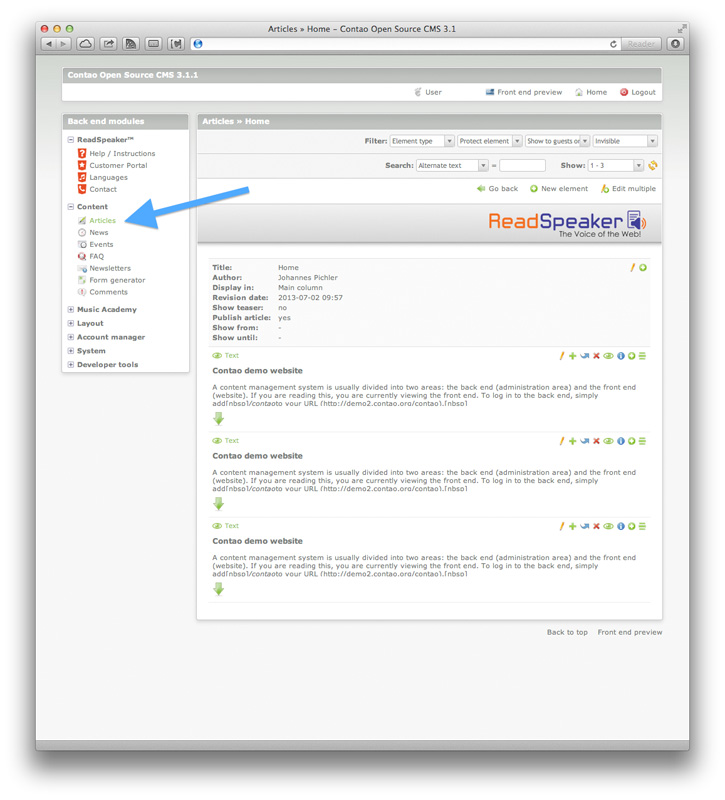 Articles » Home – Contao Open Source CMS 3.1
Reader
Contao Open Source CMS 3.1.1
User Front end preview Home Logout
Back end modules
ReadSpeaker™
Help / Instructions
Customer Portal
Languages
Contact
Content
Articles
News
Events
FAQ
Newsletters
Form generator
Comments
Music Academy
Layout
Account manager
System
Developer tools
Articles » Home
Filter: Element type Protect element Show to guests on Invisible
Search: Alternate text = Show: 1 - 3
Go back New element Edit multiple
ReadSpeaker
The Voice of the Web!
Title: Home
Author: Johannes Pichler
Display in: Main column
Revision date: 2013-07-02 09:57
Show teaser: no
Publish article: yes
Show from: -
Show until: -
Text
Contao demo website
A content management system is usually divided into two areas: the back end (administration area) and the front end
(website). If you are reading this, you are currently viewing the front end. To log in to the back end, simply
add[nbsp]/contaoto your URL (http://demo2.contao.org/contao).[nbsp]
Text
Contao demo website
A content management system is usually divided into two areas: the back end (administration area) and the front end
(website). If you are reading this, you are currently viewing the front end. To log in to the back end, simply
add[nbsp]/contaoto your URL (http://demo2.contao.org/contao).[nbsp]
Text
Contao demo website
A content management system is usually divided into two areas: the back end (administration area) and the front end
(website). If you are reading this, you are currently viewing the front end. To log in to the back end, simply
add[nbsp]/contaoto your URL (http://demo2.contao.org/contao).[nbsp]
Back to top Front end preview